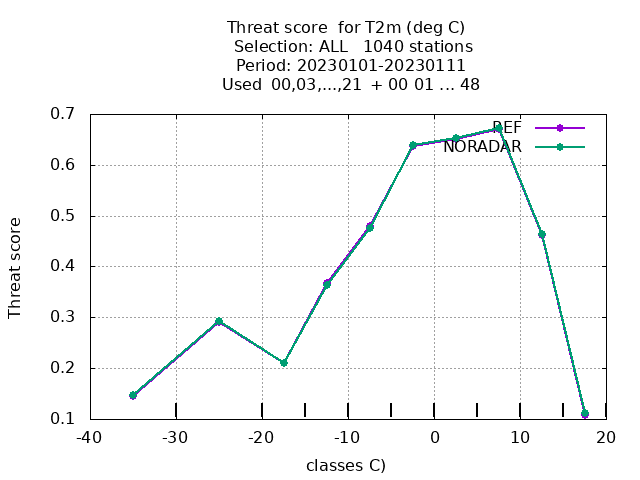 Threat score  for T2m (deg C)
Selection: ALL   1040 stations
Period: 20230101-20230111
Used  00,03,...,21  + 00 01 ... 48
REF
NORADAR
0.7
0.6
0.5
0.4
0.3
0.2
0.1
Threat score
-40 -30 -20 -10 0 10 20
classes C)